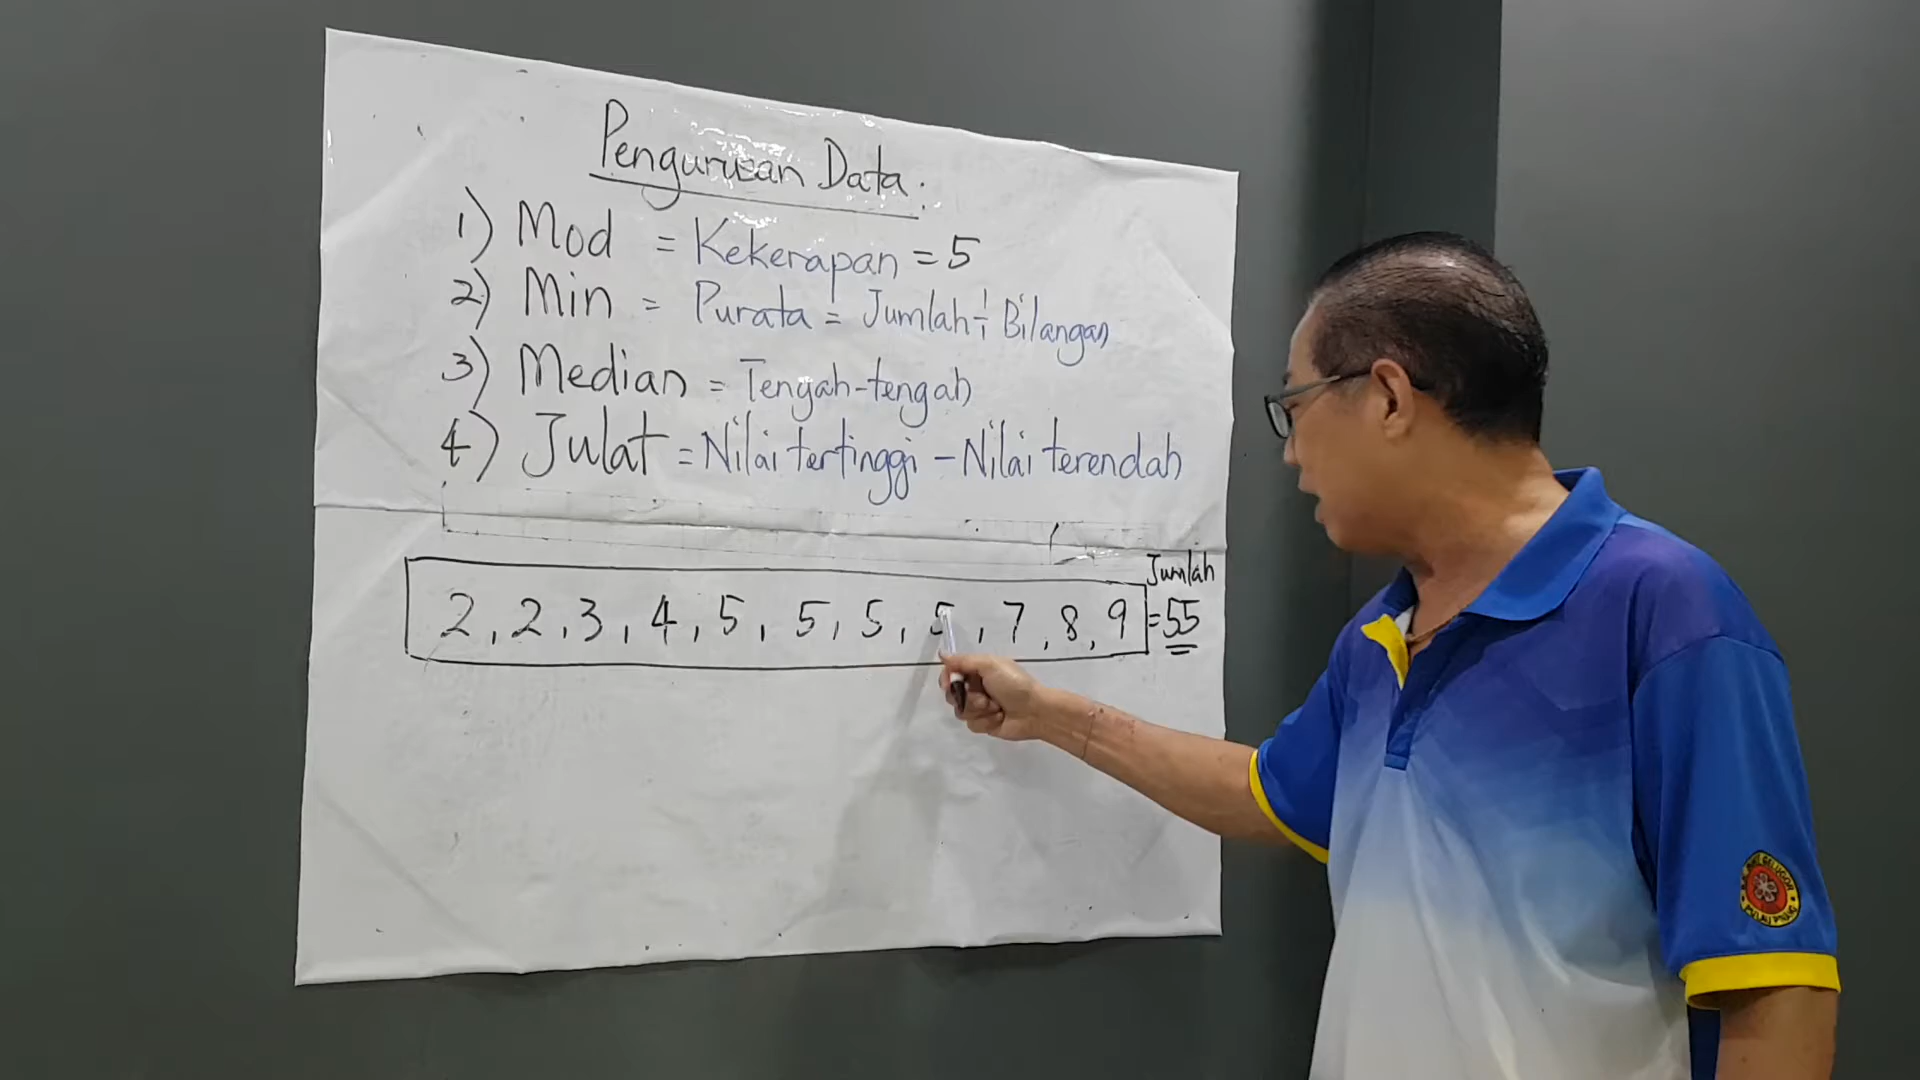 Pengurusan Data:
1) Mod = Kekerapan = 5
2) Min = Purata = Jumlah ÷ Bilangan
3) Median = Tengah-tengah
4) Julat = Nilai tertinggi - Nilai terendah
Jumlah
2, 2, 3, 4, 5, 5, 5, 5, 7, 8, 9 = 55